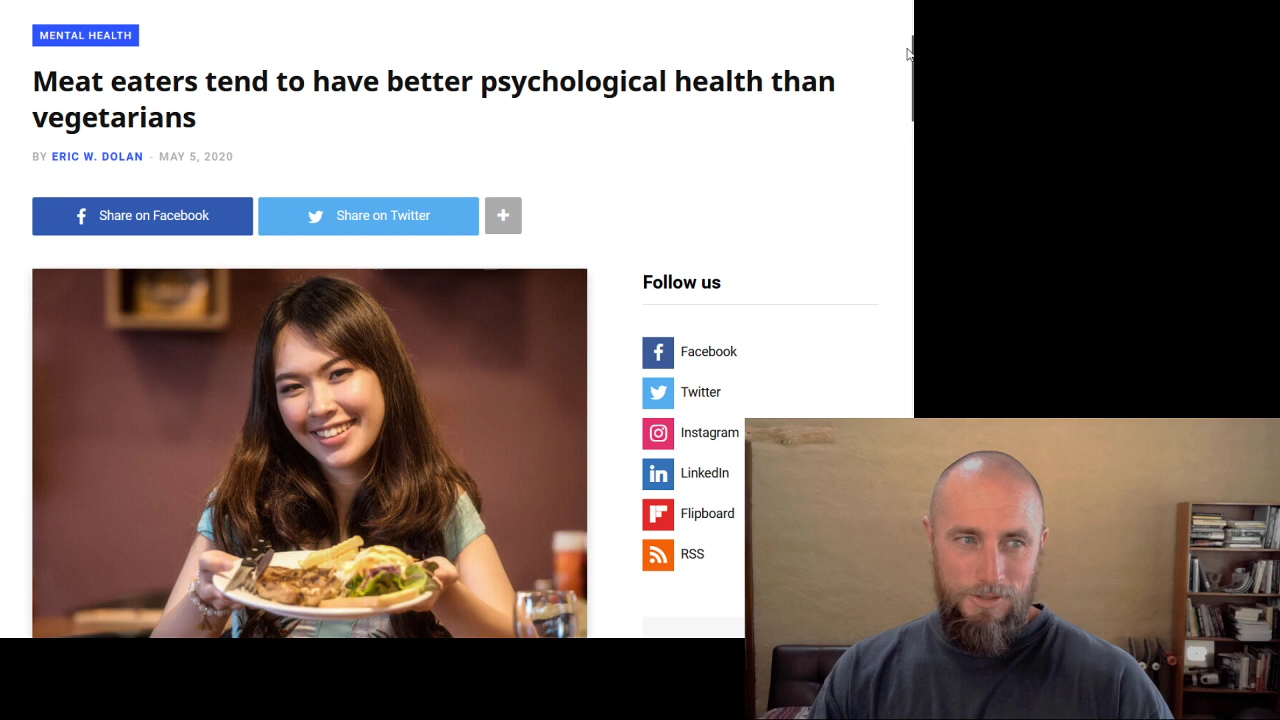 MENTAL HEALTH
Meat eaters tend to have better psychological health than
vegetarians
BY ERIC W. DOLAN - MAY 5, 2020
Share on Facebook
Share on Twitter
Follow us
Facebook
Twitter
Instagram
LinkedIn
Flipboard
RSS